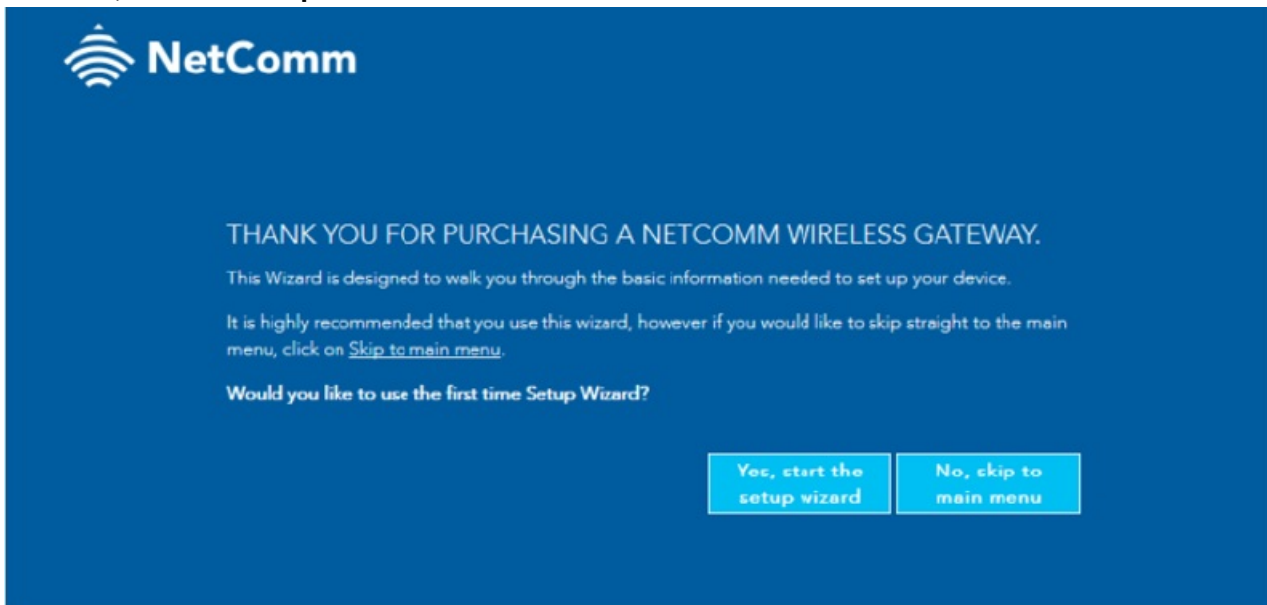 NetComm
THANK YOU FOR PURCHASING A NETCOMM WIRELESS GATEWAY.
This Wizard is designed to walk you through the basic information needed to set up your device.
It is highly recommended that you use this wizard, however if you would like to skip straight to the main
menu, click on Skip to main menu.
Would you like to use the first time Setup Wizard?
Yes, start the
setup wizard
No, skip to
main menu